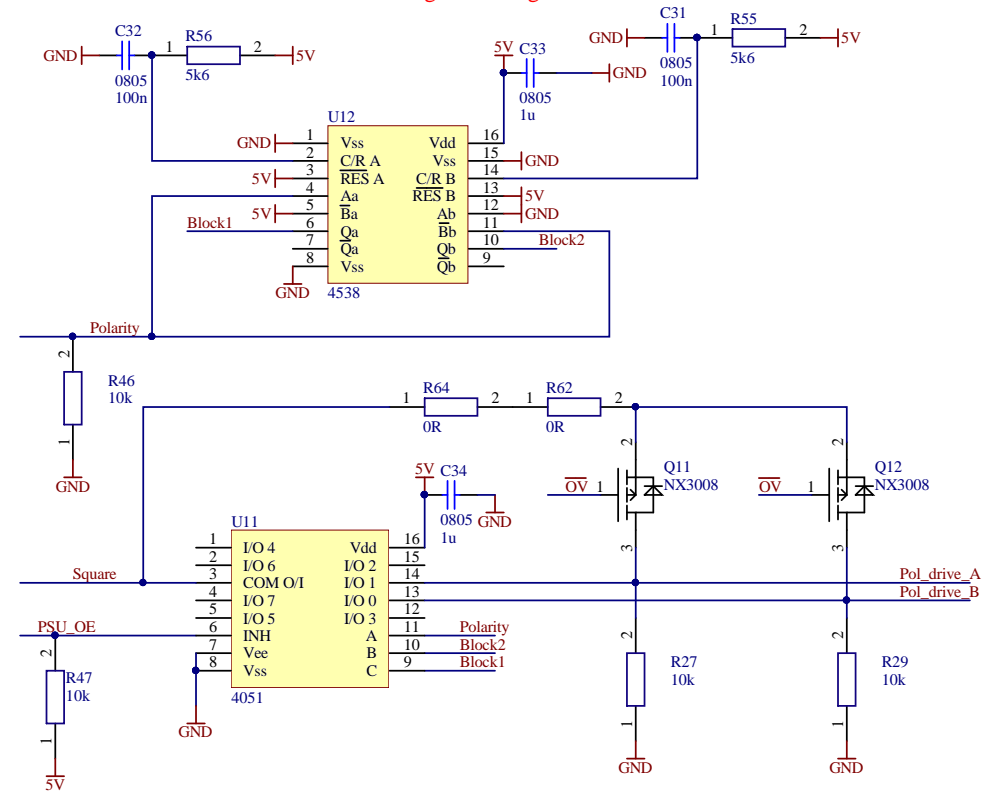 C32
GND
1
R56
2
5V
0805
100n
5k6
5V
C33
GND
0805
1u
C31
GND
1
R55
2
5V
0805
100n
5k6
U12
GND
1
Vss
Vdd
16
2
C/R A
Vss
15
GND
5V
3
RES A
C/R B
14
4
Aa
RES B
13
5V
5V
5
Ba
Ab
12
GND
Block1
6
Qa
Bb
11
7
Qa
Qb
10
Block2
8
Vss
Qb
9
GND
4538
Polarity
2
R46
10k
1
GND
1
R64
2
1
R62
2
0R
0R
2
Q11
NX3008
OV
1
3
2
Q12
NX3008
OV
1
3
5V
C34
0805
1u
GND
U11
1
I/O 4
Vdd
16
2
I/O 6
I/O 2
15
Square
3
COM O/I
I/O 1
14
Pol_drive_A
4
I/O 7
I/O 0
13
Pol_drive_B
5
I/O 5
I/O 3
12
PSU_OE
6
INH
A
11
Polarity
7
Vee
B
10
Block2
8
Vss
C
9
Block1
4051
GND
2
R47
10k
1
5V
2
R27
10k
1
GND
2
R29
10k
1
GND